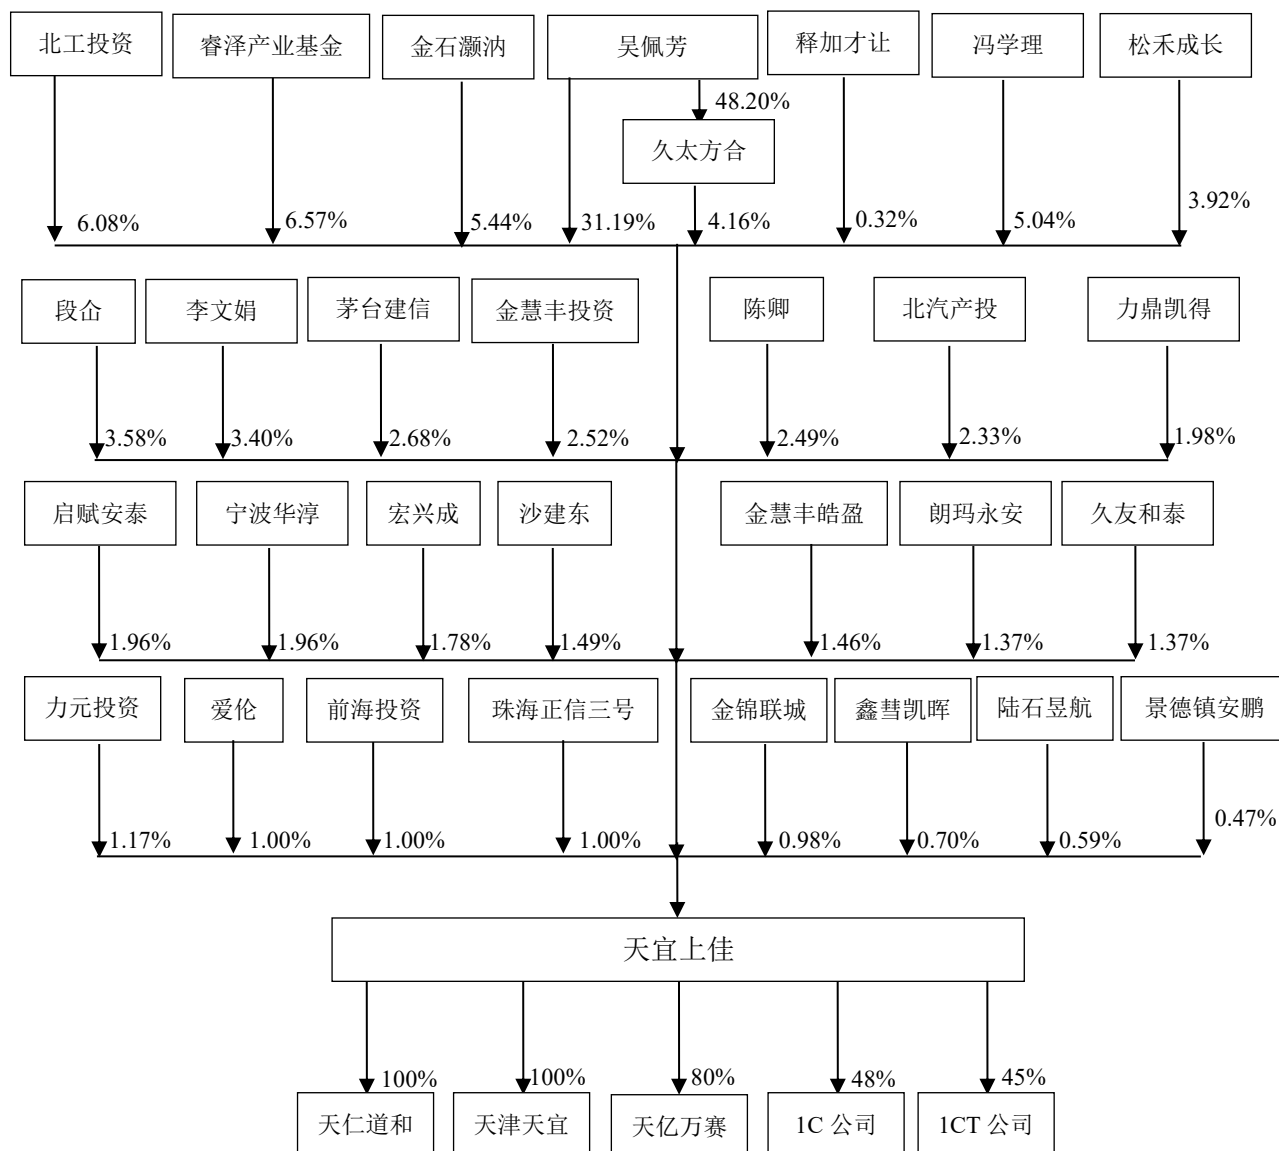 北工投资
睿泽产业基金
金石灏汭
吴佩芳
释加才让
冯学理
松禾成长
48.20%
久太方合
6.08%
6.57%
5.44%
31.19%
4.16%
0.32%
5.04%
3.92%
段仚
李文娟
茅台建信
金慧丰投资
陈卿
北汽产投
力鼎凯得
3.58%
3.40%
2.68%
2.52%
2.49%
2.33%
1.98%
启赋安泰
宁波华淳
宏兴成
沙建东
金慧丰皓盈
朗玛永安
久友和泰
1.96%
1.96%
1.78%
1.49%
1.46%
1.37%
1.37%
力元投资
爱伦
前海投资
珠海正信三号
金锦联城
鑫彗凯晖
陆石昱航
景德镇安鹏
1.17%
1.00%
1.00%
1.00%
0.98%
0.70%
0.59%
0.47%
天宜上佳
100%
100%
80%
48%
45%
天仁道和
天津天宜
天亿万赛
1C 公司
1CT 公司